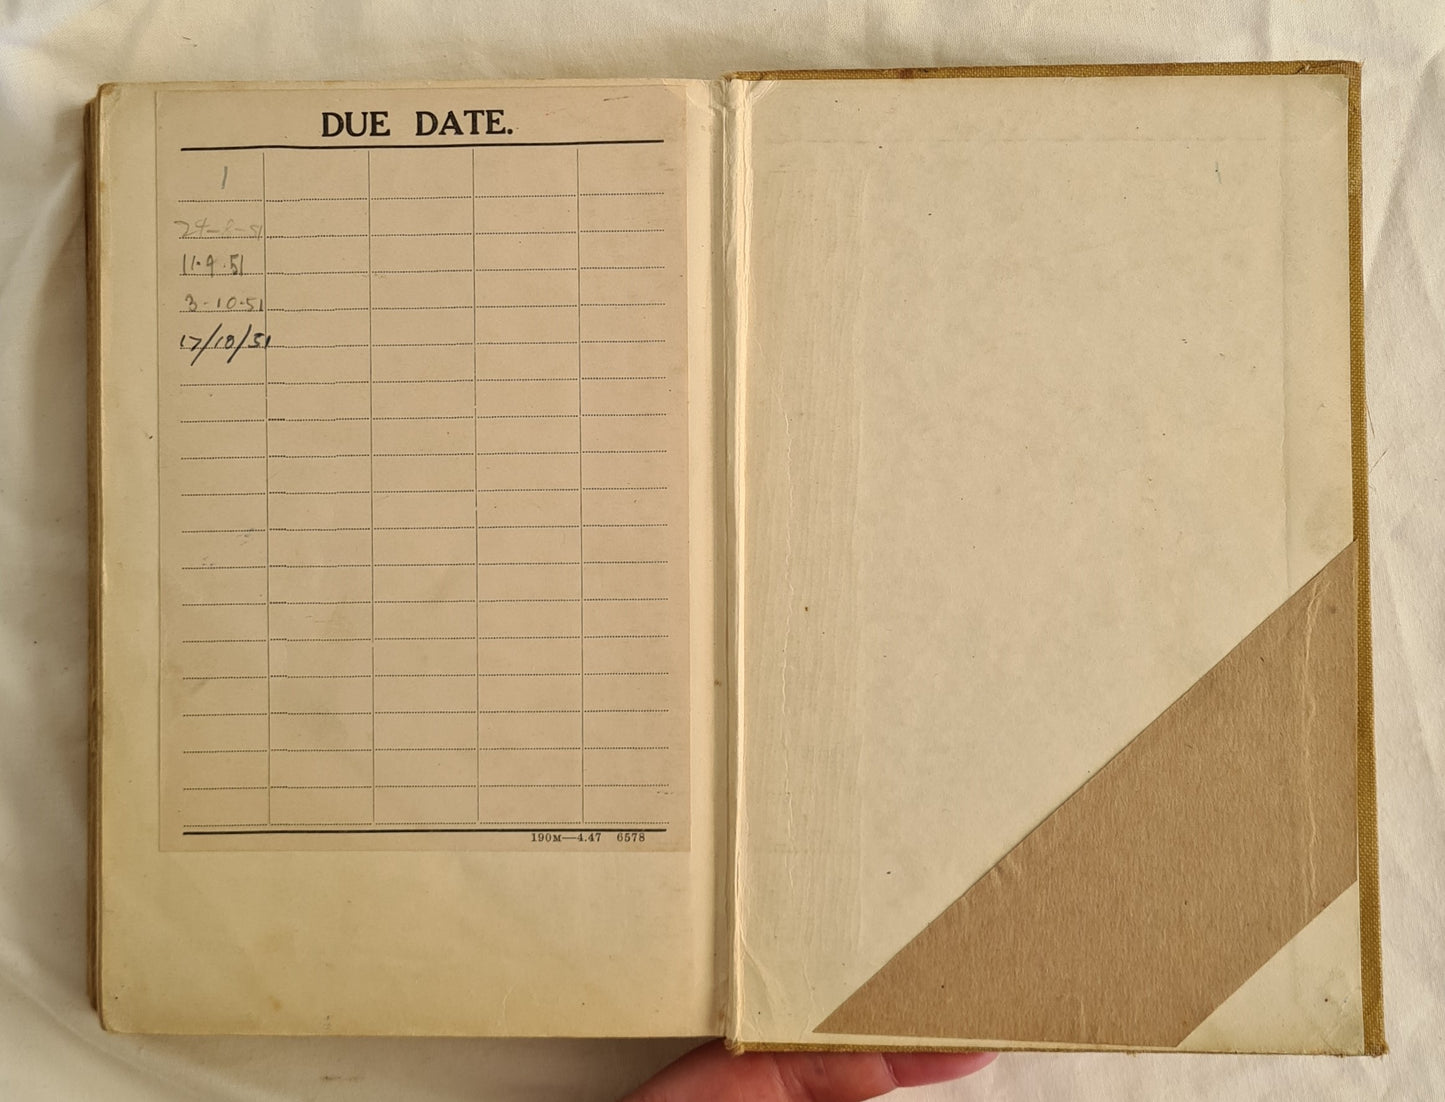 DUE DATE.
1
24-8-51
11.9.51
3-10-51
17/10/51
190M—4.47 6578